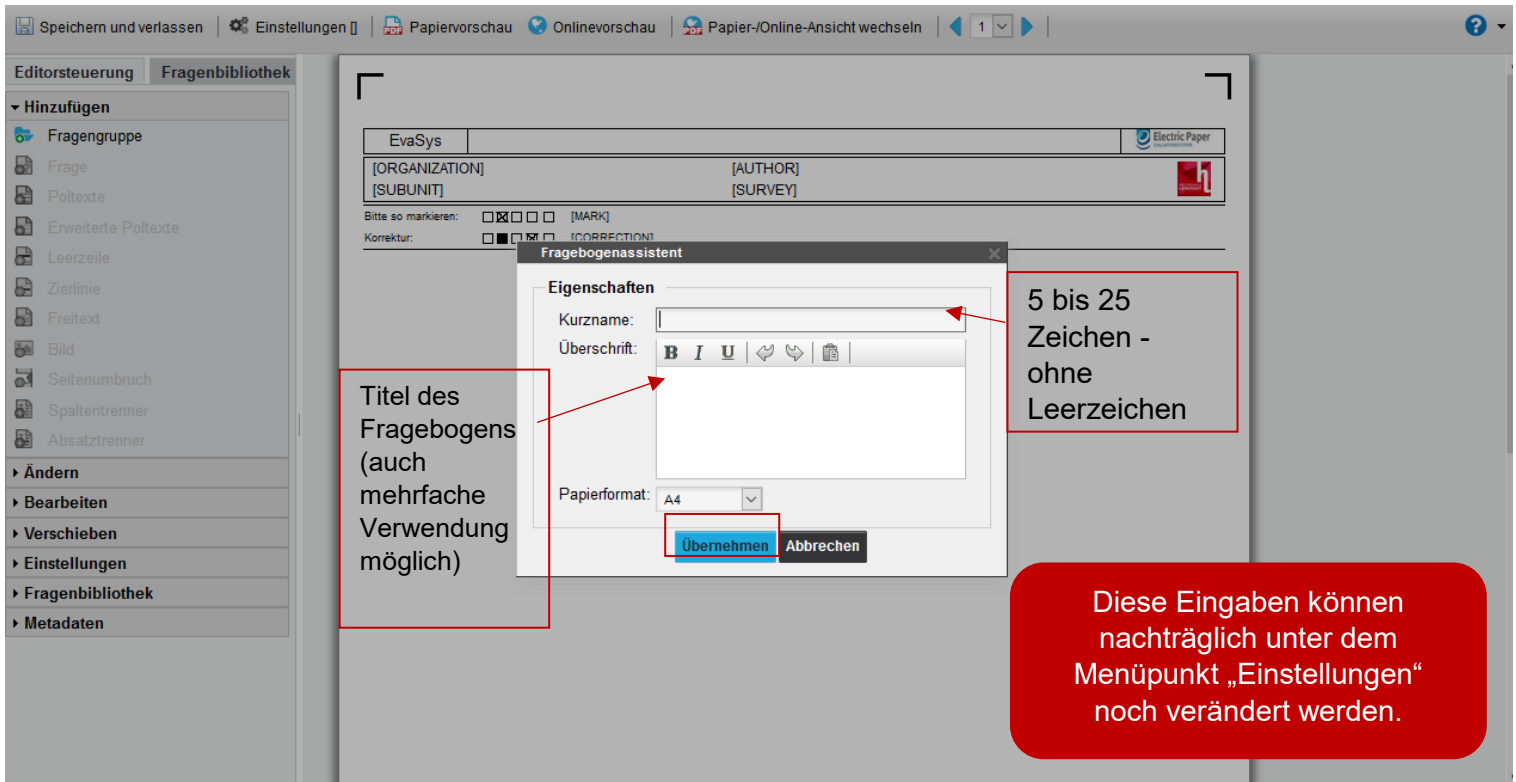 Speichern und verlassen
Einstellungen []
Papiervorschau
Onlinevorschau
Papier-/Online-Ansicht wechseln
1
Editorsteuerung
Fragenbibliothek
Hinzufügen
Fragengruppe
Frage
Poltexte
Erweiterte Poltexte
Leerzeile
Zierlinie
Freitext
Bild
Seitenumbruch
Spaltentrenner
Absatztrenner
Ändern
Bearbeiten
Verschieben
Einstellungen
Fragenbibliothek
Metadaten
EvaSys
Electric Paper
[ORGANIZATION]
[AUTHOR]
[SUBUNIT]
[SURVEY]
Bitte so markieren:
[MARK]
Korrektur:
[CORRECTION]
Fragebogenassistent
Eigenschaften
Kurzname:
Überschrift:
B I U
Papierformat:
A4
Übernehmen
Abbrechen
Titel des
Fragebogens
(auch
mehrfache
Verwendung
möglich)
5 bis 25
Zeichen -
ohne
Leerzeichen
Diese Eingaben können
nachträglich unter dem
Menüpunkt „Einstellungen“
noch verändert werden.